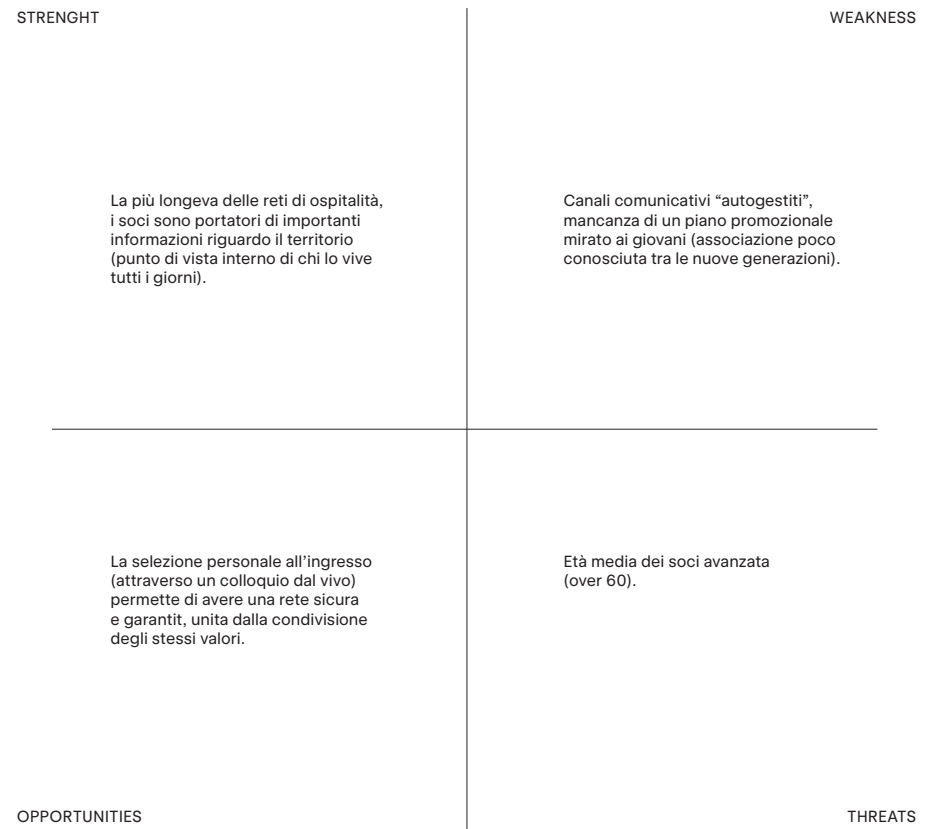 STRENGHT
WEAKNESS
La più longeva delle reti di ospitalità,
i soci sono portatori di importanti
informazioni riguardo il territorio
(punto di vista interno di chi lo vive
tutti i giorni).
Canali comunicativi “autogestiti”,
mancanza di un piano promozionale
mirato ai giovani (associazione poco
conosciuta tra le nuove generazioni).
La selezione personale all’ingresso
(attraverso un colloquio dal vivo)
permette di avere una rete sicura
e garantit, unita dalla condivisione
degli stessi valori.
Età media dei soci avanzata
(over 60).
OPPORTUNITIES
THREATS